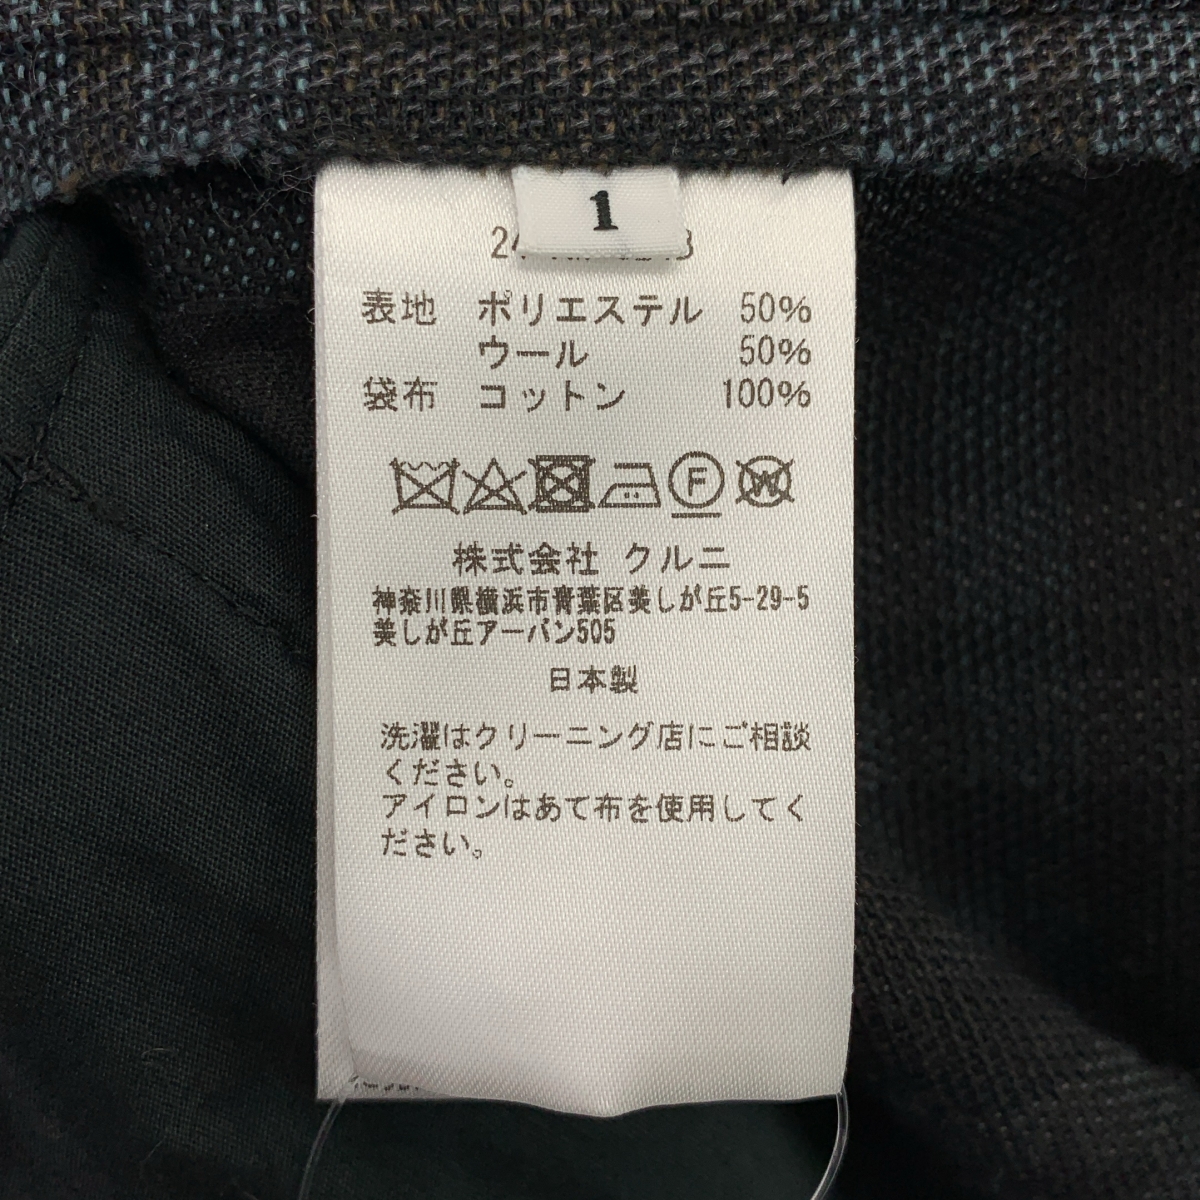 1
表地 ポリエステル 50%
ウール 50%
袋布 コットン 100%
F W
株式会社 クルニ
神奈川県横浜市青葉区美しが丘5-29-5
美しが丘アーバン505
日本製
洗濯はクリーニング店にご相談
ください。
アイロンはあて布を使用してく
ださい。